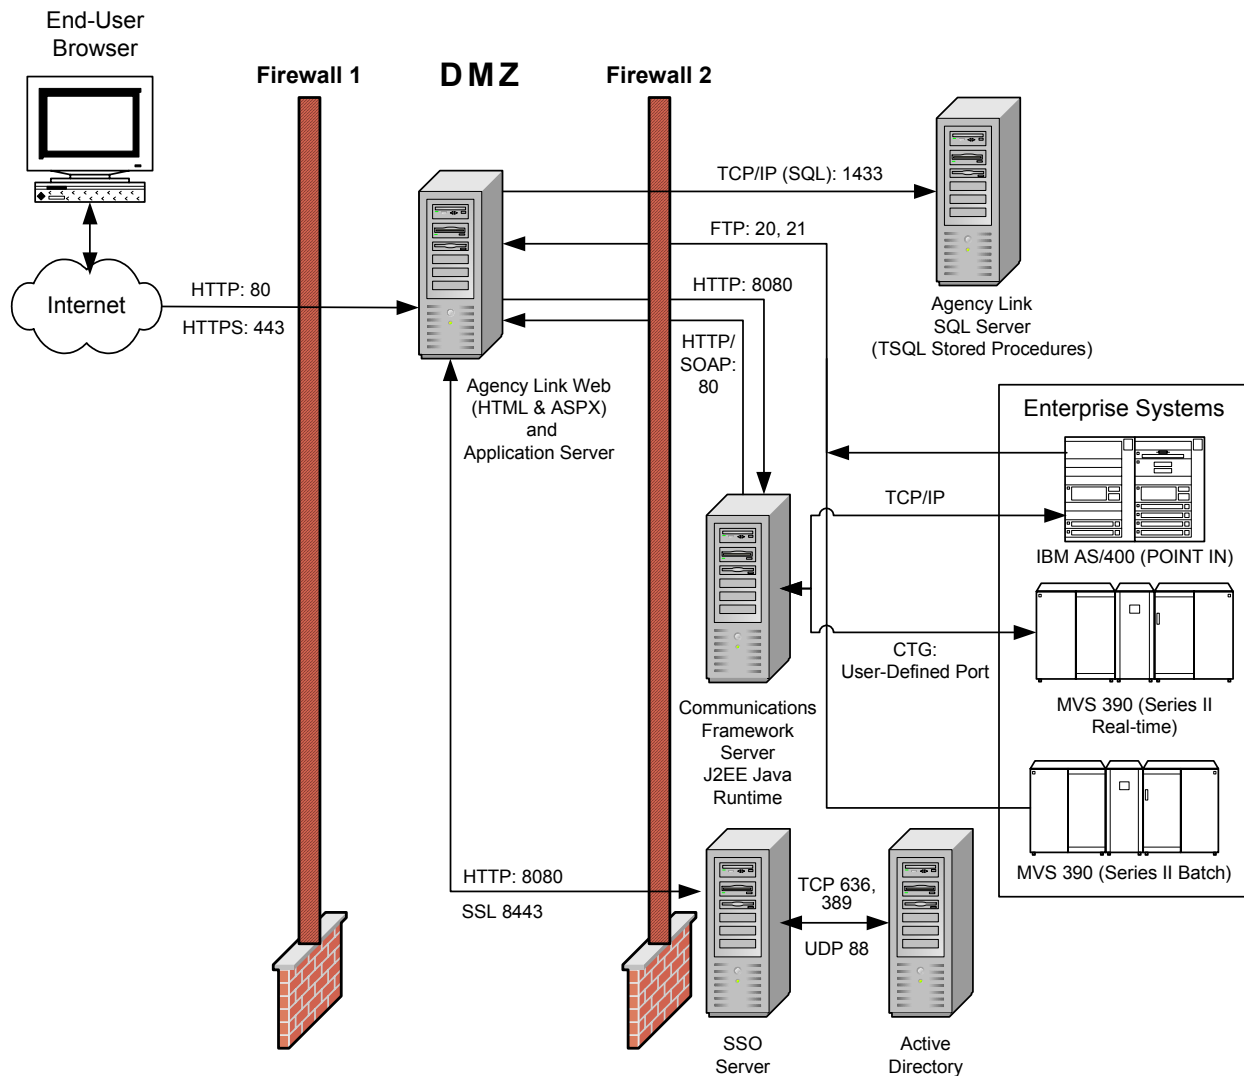 End-User
Browser
Firewall 1
DMZ
Firewall 2
TCP/IP (SQL): 1433
FTP: 20, 21
Internet
HTTP: 80
HTTPS: 443
HTTP: 8080
HTTP/
SOAP:
80
Agency Link
SQL Server
(TSQL Stored Procedures)
Agency Link Web
(HTML & ASPX)
and
Application Server
Enterprise Systems
TCP/IP
IBM AS/400 (POINT IN)
CTG:
User-Defined Port
MVS 390 (Series II
Real-time)
Communications
Framework
Server
J2EE Java
Runtime
MVS 390 (Series II Batch)
HTTP: 8080
SSL 8443
TCP 636,
389
UDP 88
SSO
Server
Active
Directory